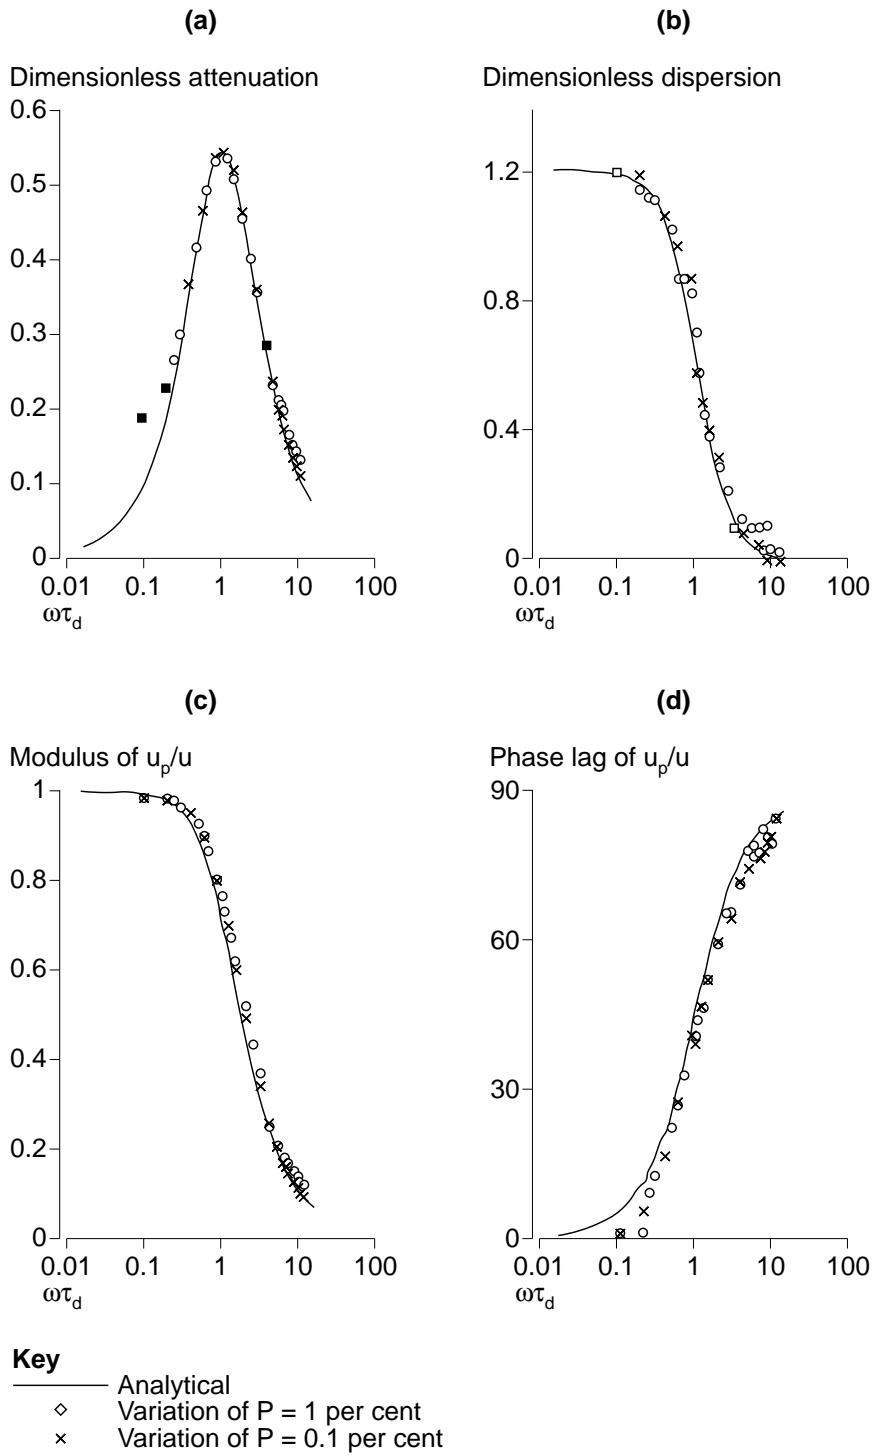 (a)
Dimensionless attenuation
0.6
0.5
0.4
0.3
0.2
0.1
0
0.01 0.1 1 10 100
ωτd
(b)
Dimensionless dispersion
1.2
0.8
0.4
0
0.01 0.1 1 10 100
ωτd
(c)
Modulus of up/u
1
0.8
0.6
0.4
0.2
0
0.01 0.1 1 10 100
ωτd
(d)
Phase lag of up/u
90
60
30
0
0.01 0.1 1 10 100
ωτd
Key
Analytical
Variation of P = 1 per cent
Variation of P = 0.1 per cent